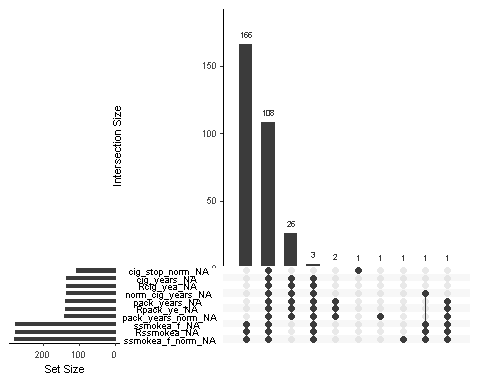 166
150
108
100
Intersection Size
50
26
3 2 1 1 1 1 1
0
cig_stop_norm_NA
cig_years_NA
Rcig_yea_NA
norm_cig_years_NA
pack_years_NA
Rpack_ye_NA
pack_years_norm_NA
ssmokea_f_NA
Rssmokea_NA
ssmokea_f_norm_NA
200 100 0
Set Size